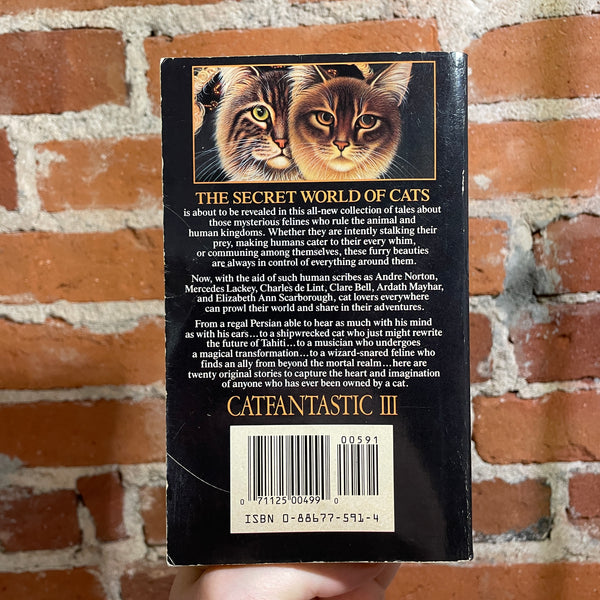 THE SECRET WORLD OF CATS
is about to be revealed in this all-new collection of tales about
those mysterious felines who rule the animal and
human kingdoms. Whether they are intently stalking their
prey, making humans cater to their every whim,
or communing among themselves, these furry beauties
are always in control of everything around them.
Now, with the aid of such human scribes as Andre Norton,
Mercedes Lackey, Charles de Lint, Clare Bell, Ardath Mayhar,
and Elizabeth Ann Scarborough, cat lovers everywhere
can prowl their world and share in their adventures.
From a regal Persian able to hear as much with his mind
as with his ears...to a shipwrecked cat who just might rewrite
the future of Tahiti...to a musician who undergoes
a magical transformation...to a wizard-snared feline who
finds an ally from beyond the mortal realm...here are
twenty original stories to capture the heart and imagination
of anyone who has ever been owned by a cat.
CATFANTASTIC III
00591
0 71125 00499 0
ISBN 0-88677-591-4